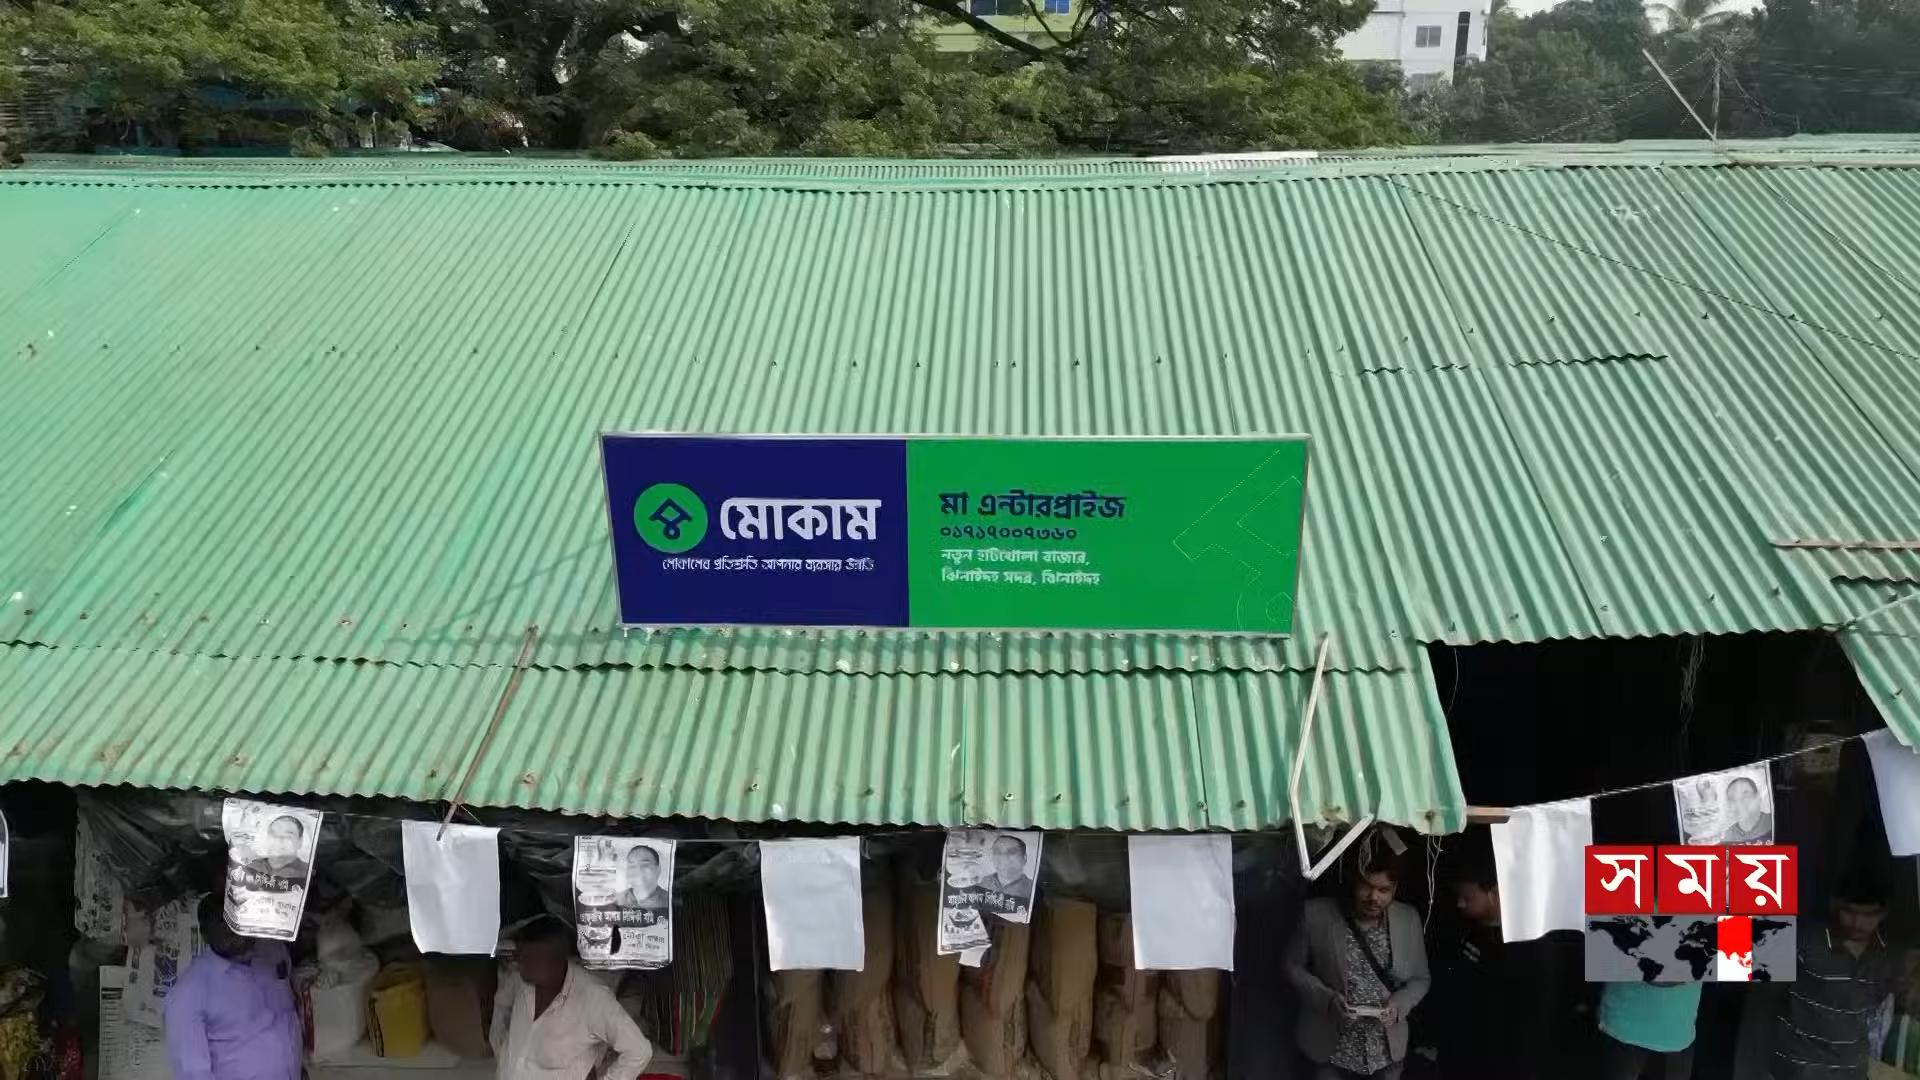 মোকাম
মোকামের প্রতিশ্রুতি আপনার ব্যবসার উন্নতি
মা এন্টারপ্রাইজ
০১৭১৭০০৭৩৬০
নতুন হাটখোলা বাজার,
ঝিনাইদহ সদর, ঝিনাইদহ
সময়